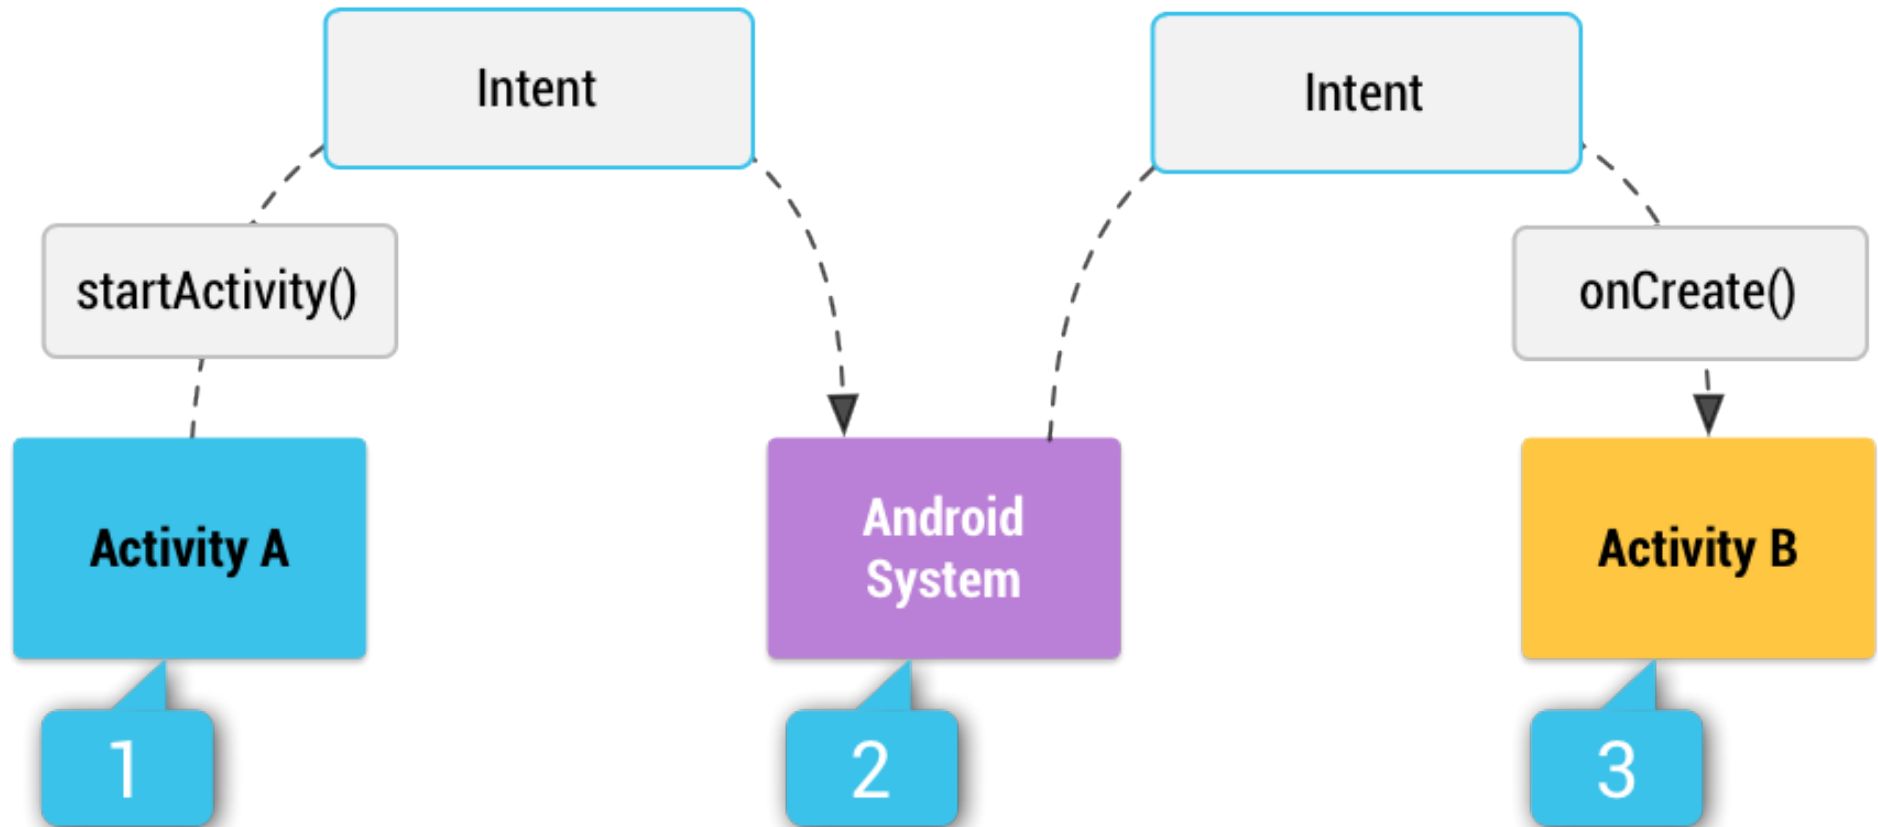 Intent
Intent
startActivity()
onCreate()
Activity A
Android
System
Activity B
1
2
3